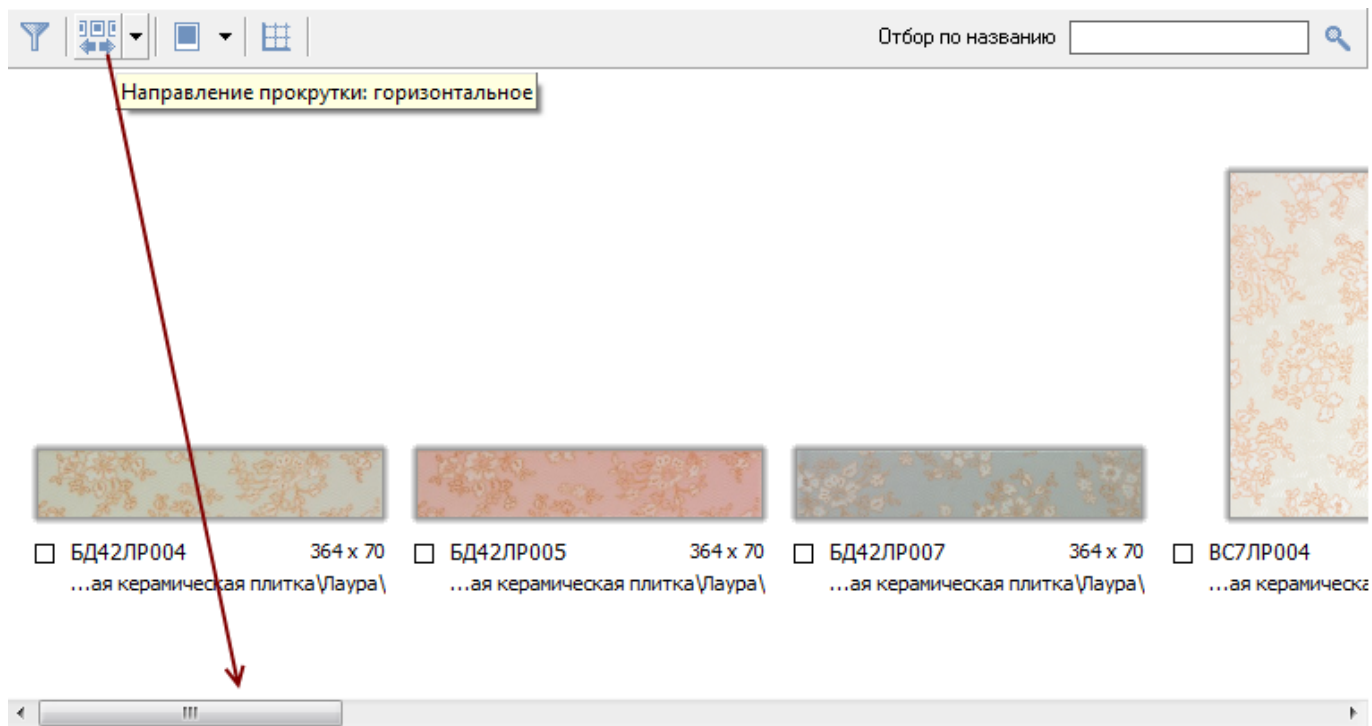 Отбор по названию
Направление прокрутки: горизонтальное
БД42ЛР004 364 x 70
...ая керамическая плитка\Лаура\
БД42ЛР005 364 x 70
...ая керамическая плитка\Лаура\
БД42ЛР007 364 x 70
...ая керамическая плитка\Лаура\
ВС7ЛР004
...ая керамическа